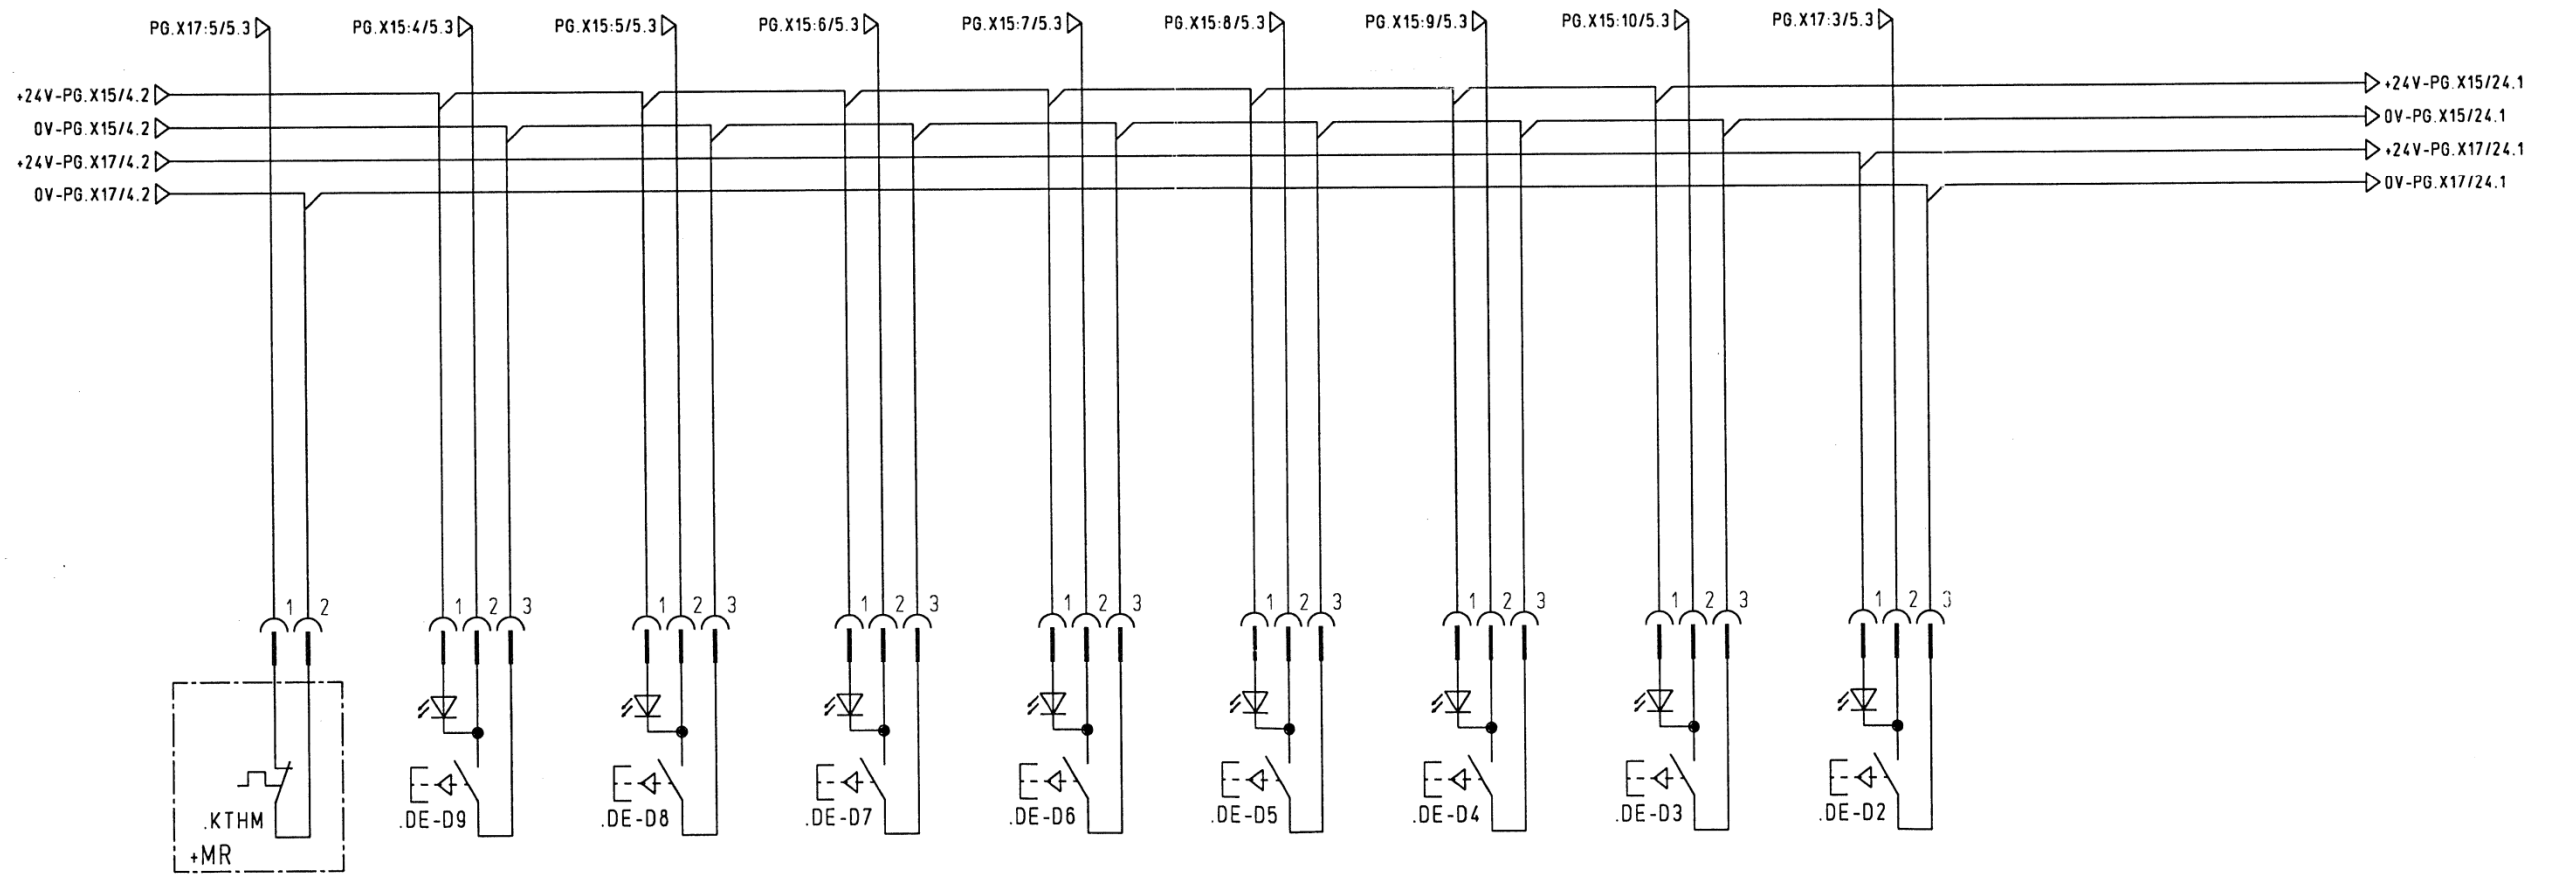 PG.X17:5/5.3 PG.X15:4/5.3 PG.X15:5/5.3 PG.X15:6/5.3 PG.X15:7/5.3 PG.X15:8/5.3 PG.X15:9/5.3 PG.X15:10/5.3 PG.X17:3/5.3
+24V-PG.X15/4.2 +24V-PG.X15/24.1
0V-PG.X15/4.2 0V-PG.X15/24.1
+24V-PG.X17/4.2 +24V-PG.X17/24.1
0V-PG.X17/4.2 0V-PG.X17/24.1
1 2 1 2 3 1 2 3 1 2 3 1 2 3 1 2 3 1 2 3 1 2 3 1 2 3
.KTHM .DE-D9 .DE-D8 .DE-D7 .DE-D6 .DE-D5 .DE-D4 .DE-D3 .DE-D2
+MR